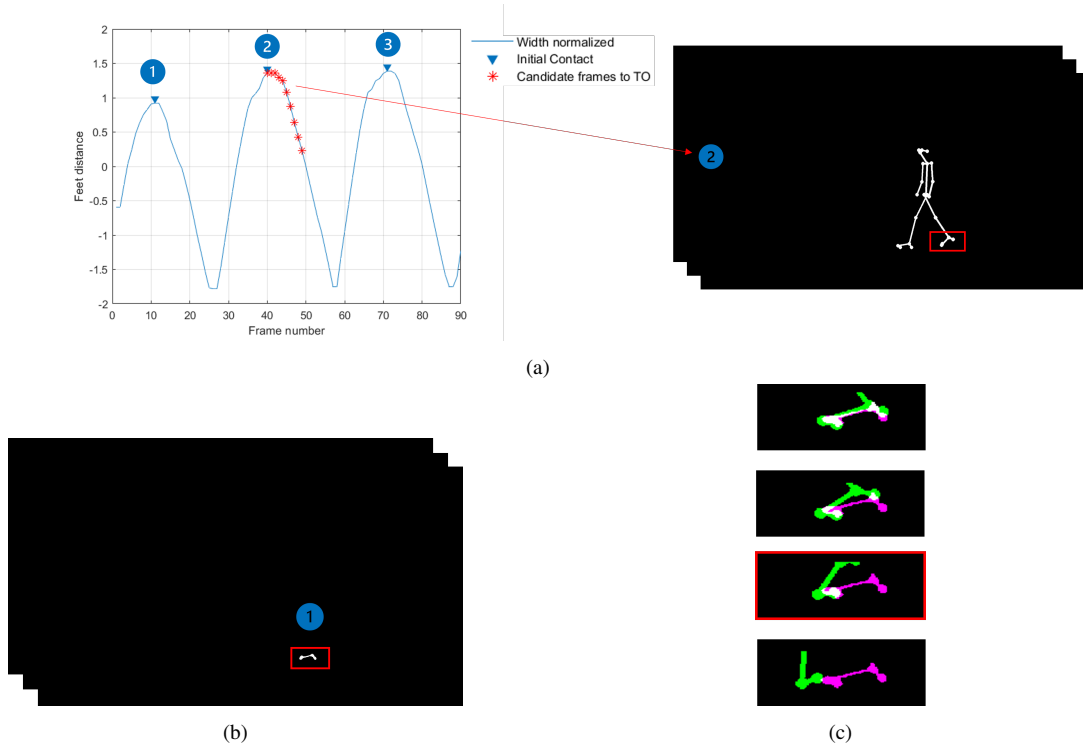 2
1.5
1
0.5
0
-0.5
-1
-1.5
-2
0 10 20 30 40 50 60 70 80 90
Feet distance
Frame number
1
2
3
Width normalized
Initial Contact
Candidate frames to TO
2
(a)
1
(b)
(c)